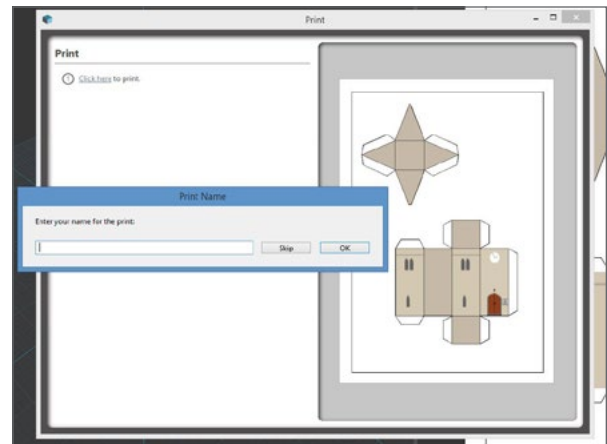 Print
Print
Click here to print.
Print Name
Enter your name for the print:
Skip
OK